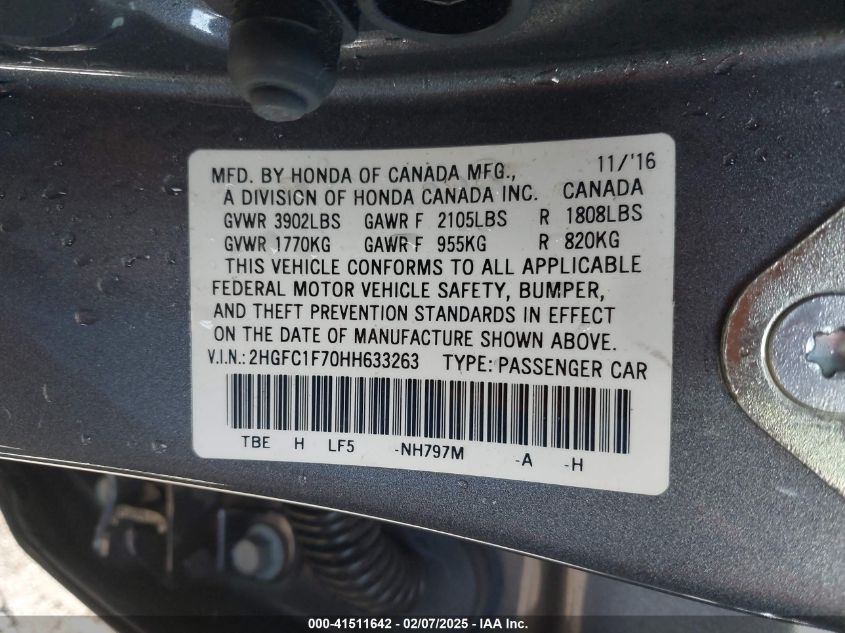 MFD. BY HONDA OF CANADA MFG., 11/'16
A DIVISION OF HONDA CANADA INC. CANADA
GVWR 3902LBS GAWR F 2105LBS R 1808LBS
GVWR 1770KG GAWR F 955KG R 820KG
THIS VEHICLE CONFORMS TO ALL APPLICABLE
FEDERAL MOTOR VEHICLE SAFETY, BUMPER,
AND THEFT PREVENTION STANDARDS IN EFFECT
ON THE DATE OF MANUFACTURE SHOWN ABOVE.
V.I.N.: 2HGFC1F70HH633263 TYPE: PASSENGER CAR
TBE H LF5 -NH797M -A -H
000-41511642 - 02/07/2025 - IAA Inc.